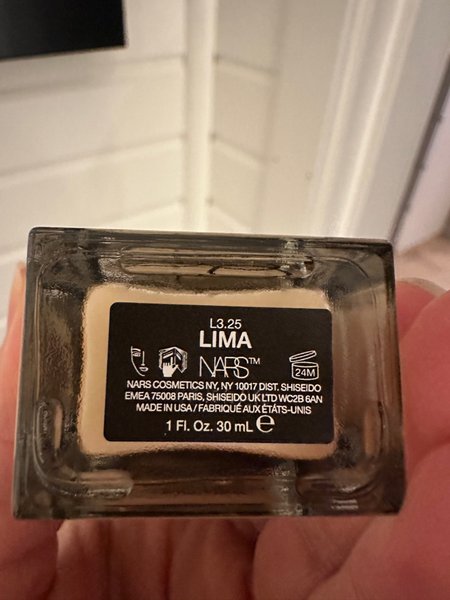 L3.25
LIMA
NARS™
24M
NARS COSMETICS NY, NY 10017 DIST. SHISEIDO
EMEA 75008 PARIS, SHISEIDO UK LTD WC2B 6AN
MADE IN USA / FABRIQUÉ AUX ÉTATS-UNIS
1 Fl. Oz. 30 mL ℮